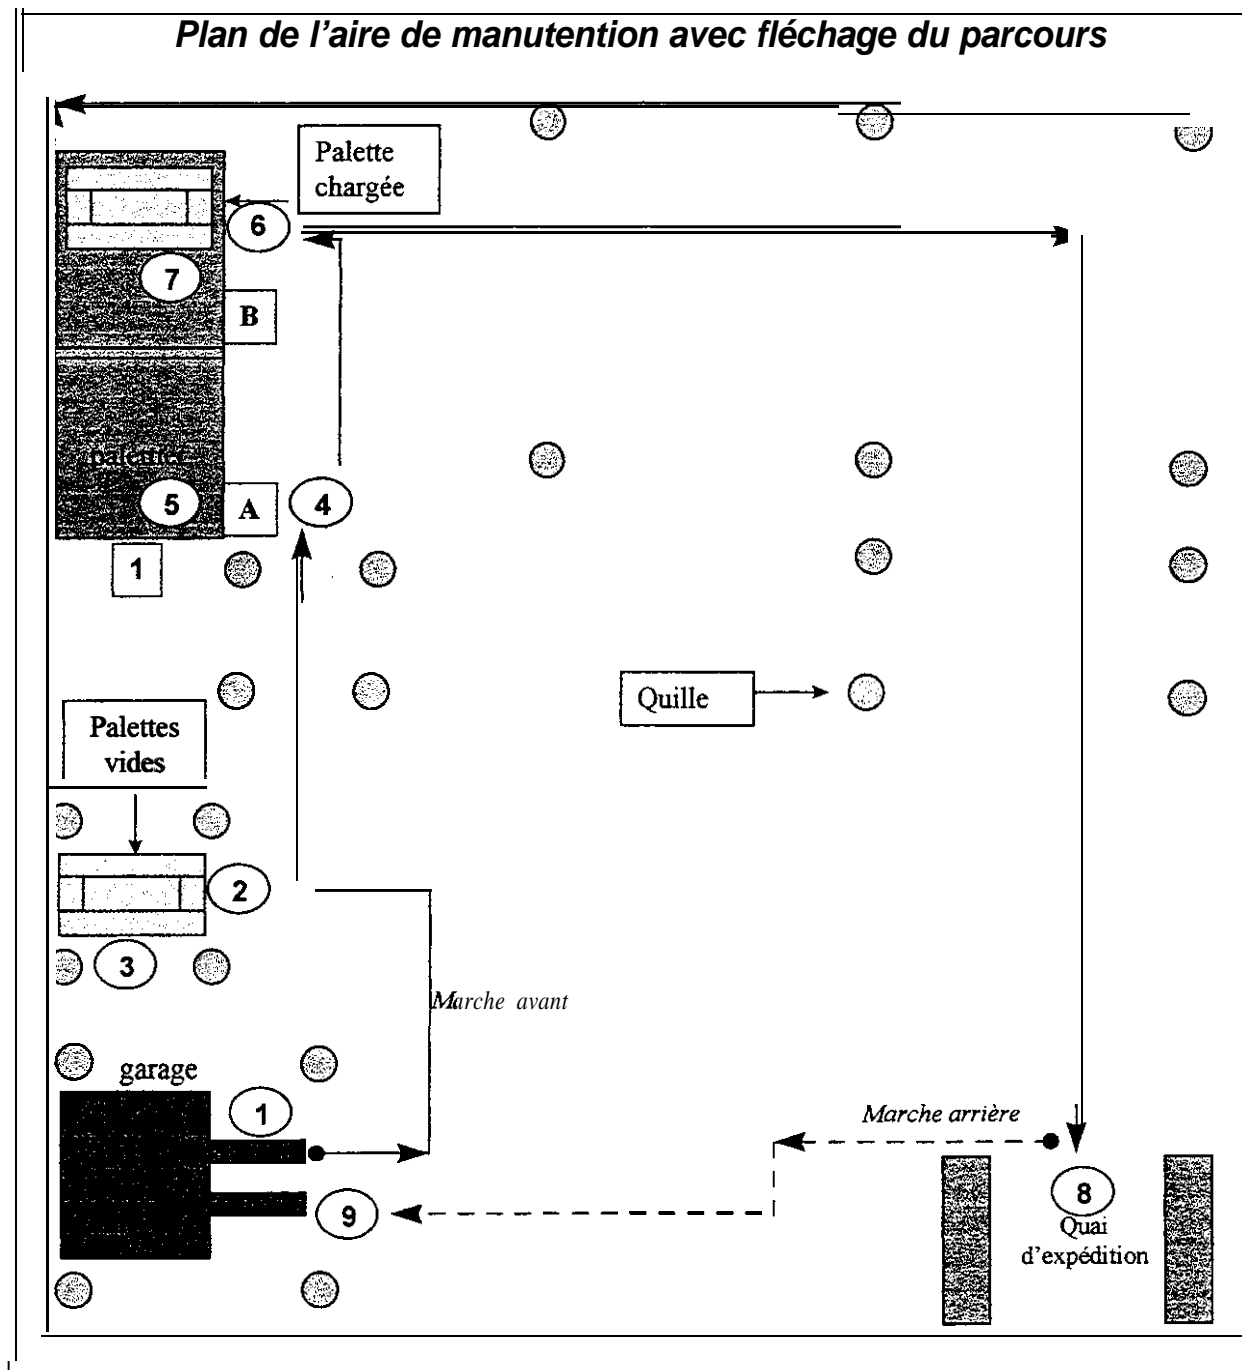 Plan de l'aire de manutention avec fléchage du parcours
Palette
chargée
6
7
B
paletier
5
A
4
1
Quille
Palettes
vides
2
3
Marche avant
garage
1
Marche arrière
9
8
Quai
d'expédition